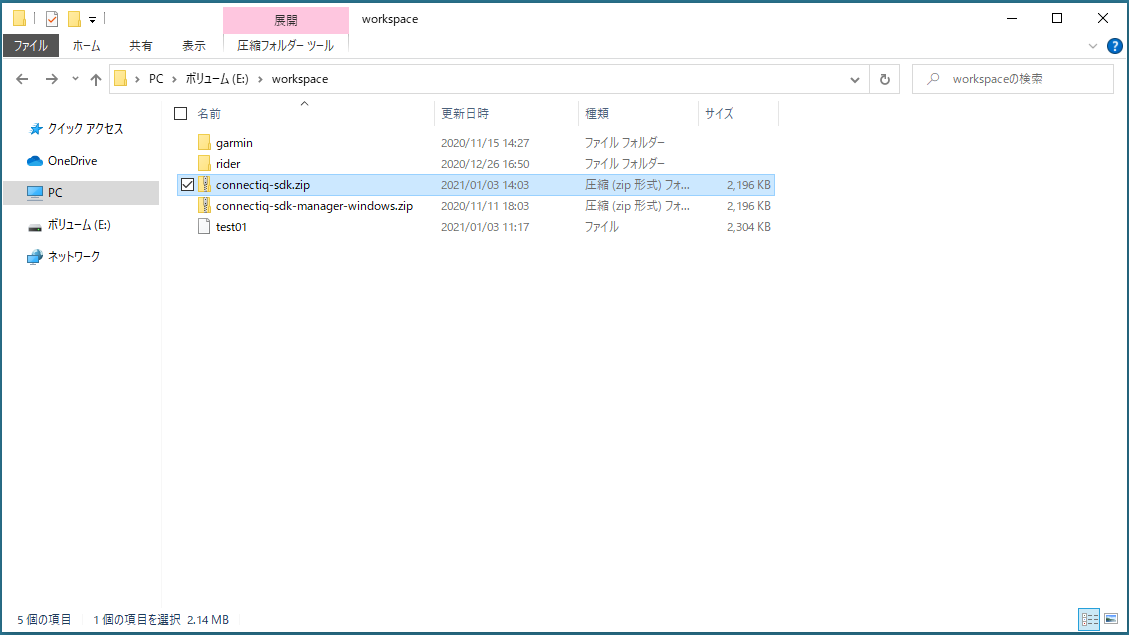 展開
workspace
ファイル ホーム 共有 表示 圧縮フォルダー ツール
PC ボリューム (E:) workspace
workspaceの検索
クイック アクセス
OneDrive
PC
ボリューム (E:)
ネットワーク
名前 更新日時 種類 サイズ
garmin 2020/11/15 14:27 ファイル フォルダー
rider 2020/12/26 16:50 ファイル フォルダー
connectiq-sdk.zip 2021/01/03 14:03 圧縮 (zip 形式) フォ... 2,196 KB
connectiq-sdk-manager-windows.zip 2020/11/11 18:03 圧縮 (zip 形式) フォ... 2,196 KB
test01 2021/01/03 11:17 ファイル 2,304 KB
5 個の項目 1 個の項目を選択 2.14 MB